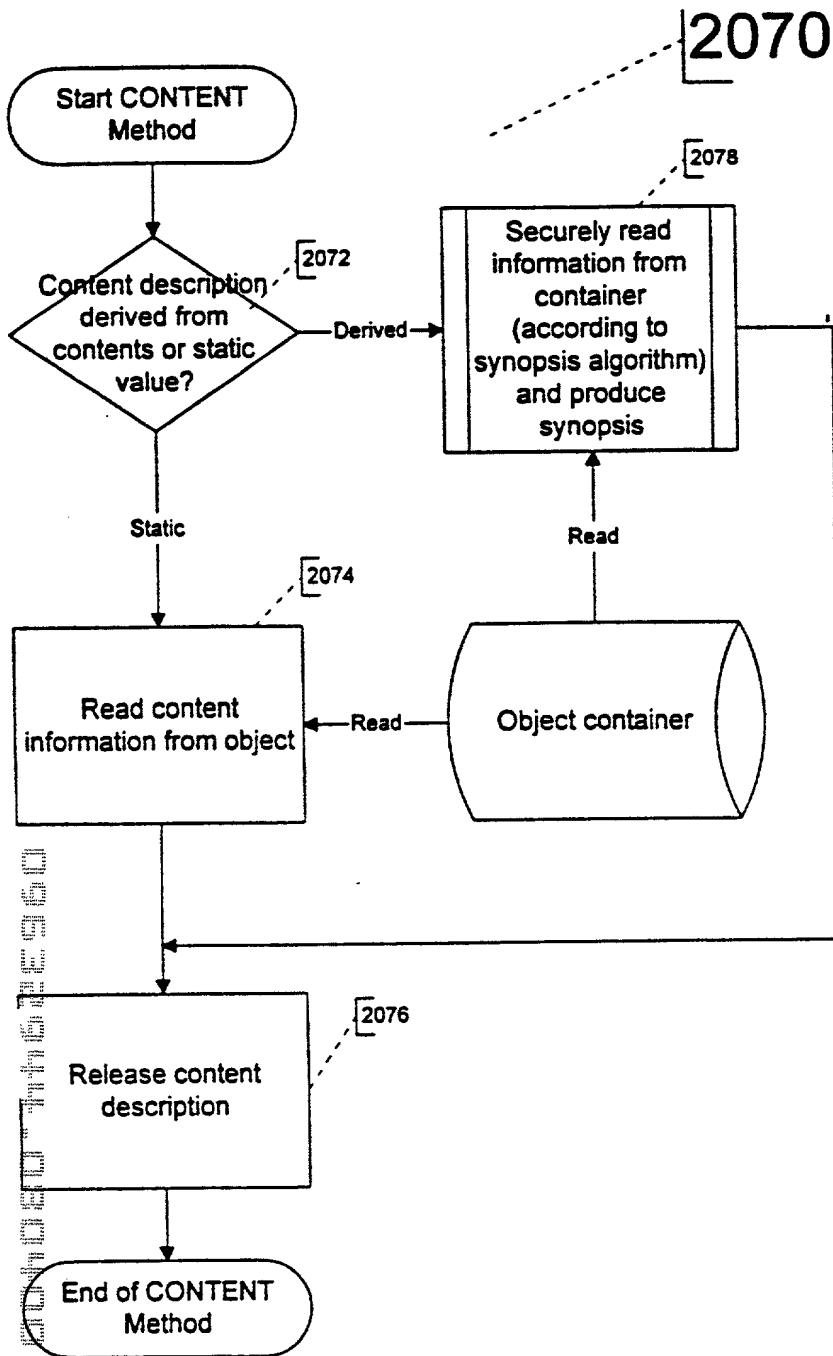 2070
Start CONTENT
Method
2078
2072
Content description
derived from
contents or static
value?
Derived
Securely read
information from
container
(according to
synopsis algorithm)
and produce
synopsis
Static
Read
2074
Read content
information from object
Read
Object container
2076
Release content
description
End of CONTENT
Method